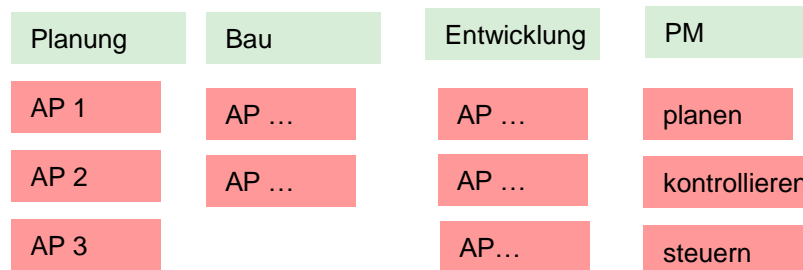 Planung
AP 1
AP 2
AP 3
Bau
AP …
AP …
Entwicklung
AP …
AP …
AP…
PM
planen
kontrollieren
steuern